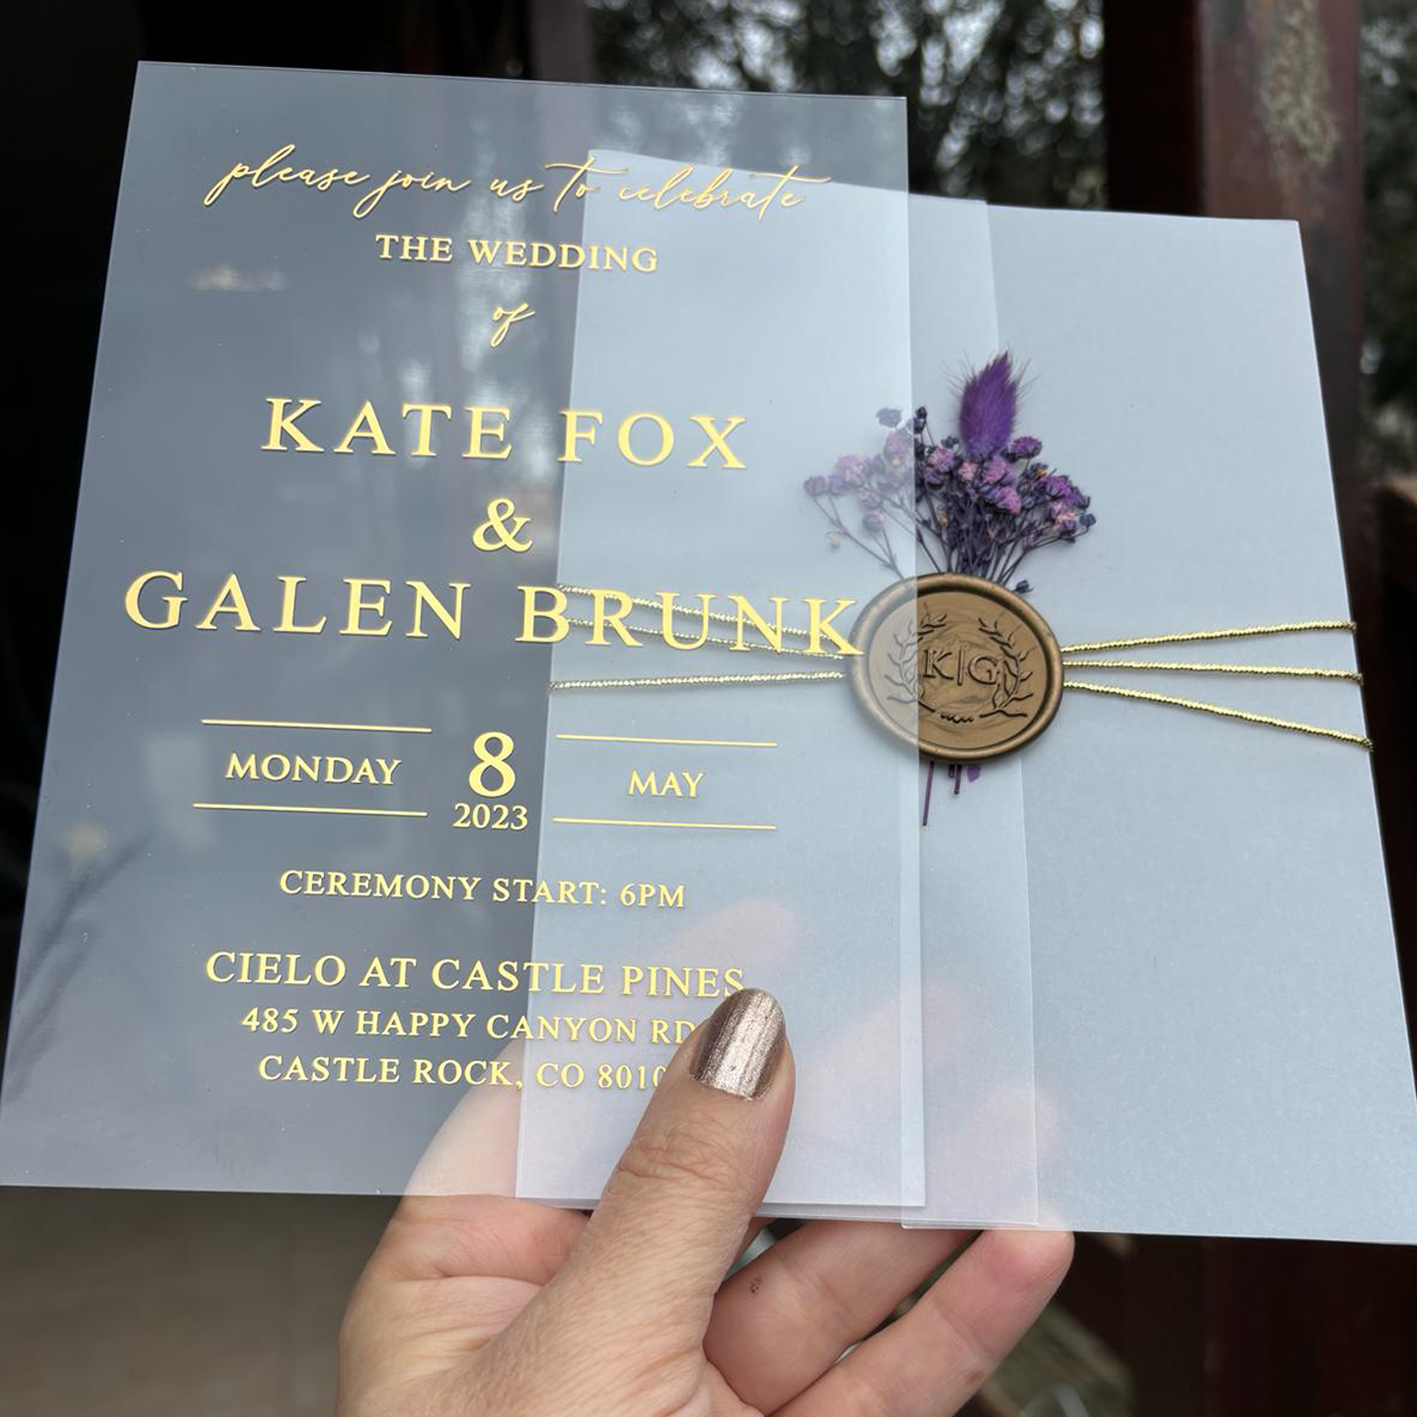 please join us to celebrate
THE WEDDING
of
KATE FOX
&
GALEN BRUNK
MONDAY 8 MAY
2023
CEREMONY START: 6PM
CIELO AT CASTLE PINES
485 W HAPPY CANYON RD
CASTLE ROCK, CO
K|G